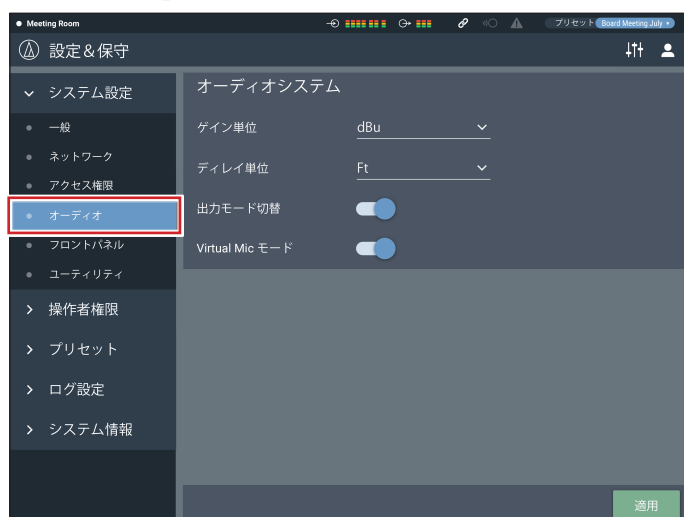 Meeting Room
プリセット Board Meeting July
設定＆保守
システム設定
一般
ネットワーク
アクセス権限
オーディオ
フロントパネル
ユーティリティ
操作者権限
プリセット
ログ設定
システム情報
オーディオシステム
ゲイン単位 dBu
ディレイ単位 Ft
出力モード切替
Virtual Mic モード
適用